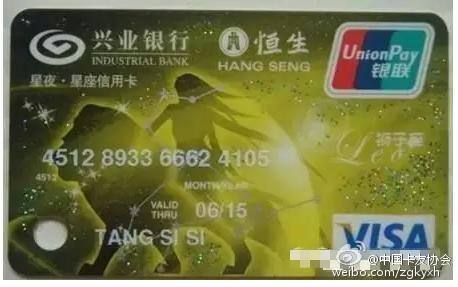 兴业银行
INDUSTRIAL BANK
恒生
HANG SENG
UnionPay
银联
星夜·星座信用卡
狮子座
Leo
4512 8933 6662 4105
4512
MONTH/YEAR
VALID
THRU
06/15
TANG SI SI
VISA
@中国卡友协会
weibo.com/zgkyxh